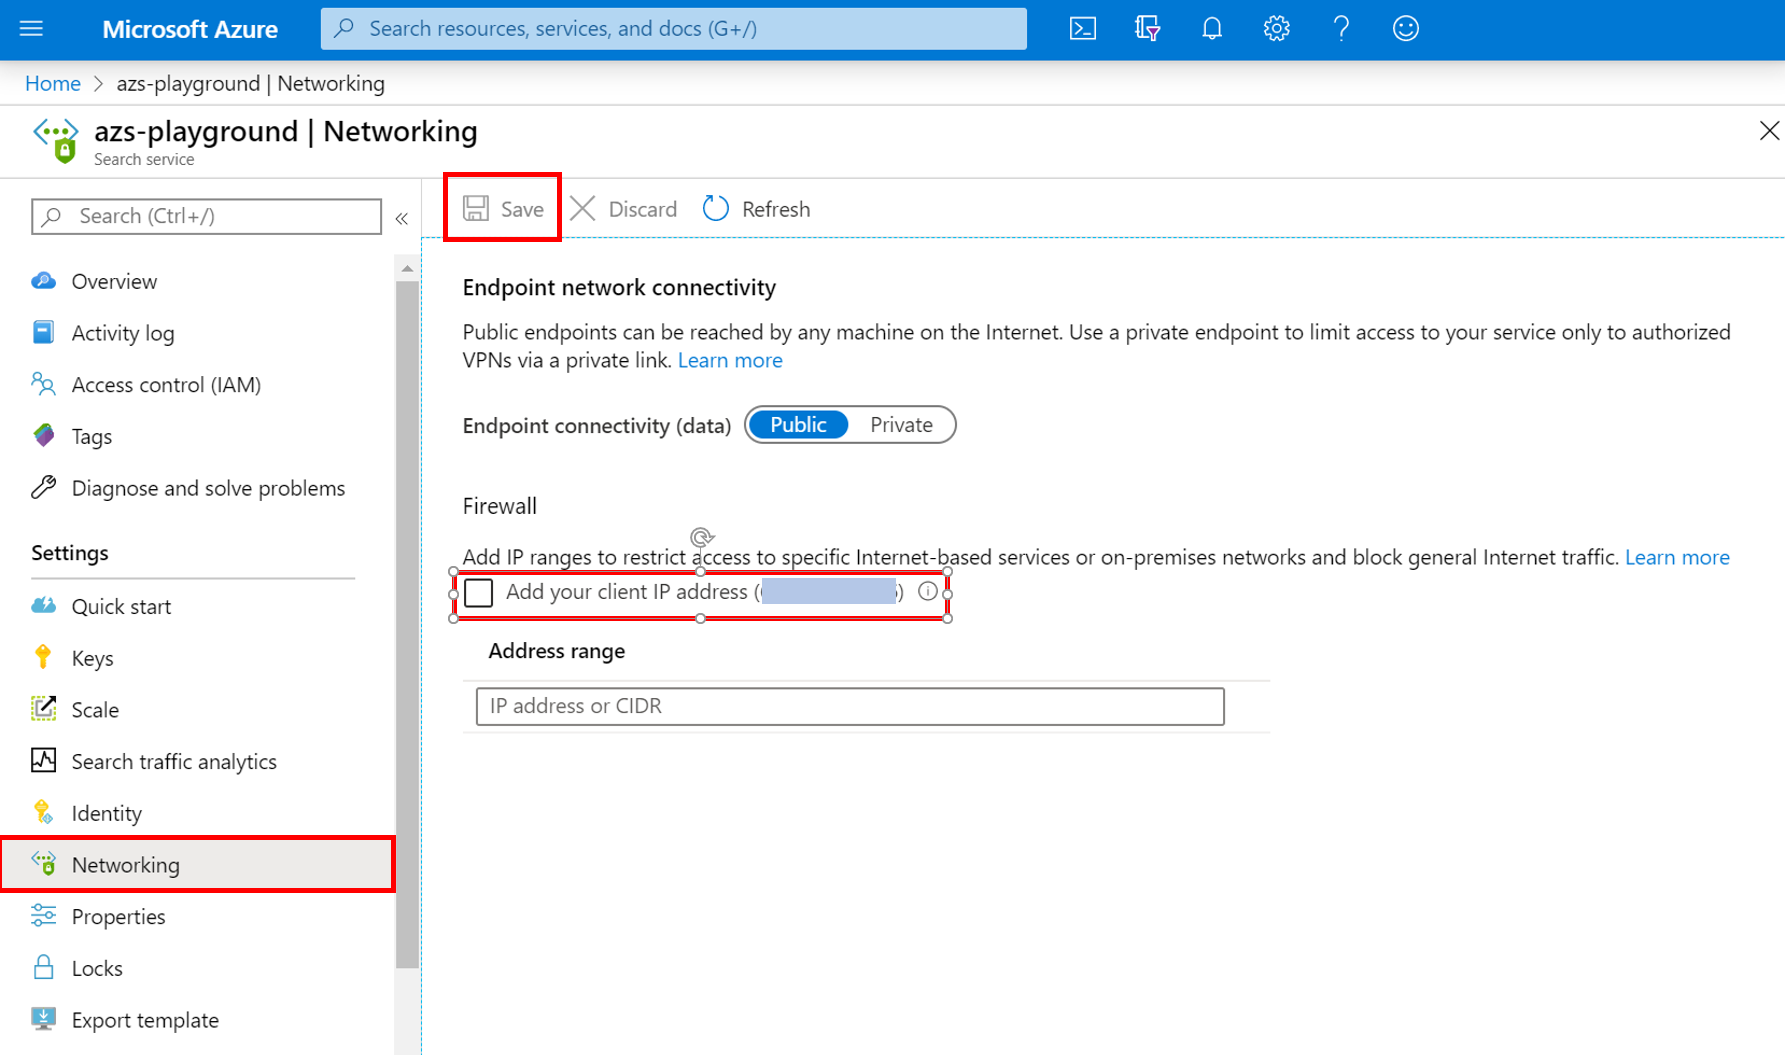 Microsoft Azure
Search resources, services, and docs (G+/)
Home > azs-playground | Networking
azs-playground | Networking
Search service
Search (Ctrl+/)
«
Save
Discard
Refresh
Overview
Activity log
Access control (IAM)
Tags
Diagnose and solve problems
Settings
Quick start
Keys
Scale
Search traffic analytics
Identity
Networking
Properties
Locks
Export template
Endpoint network connectivity
Public endpoints can be reached by any machine on the Internet. Use a private endpoint to limit access to your service only to authorized
VPNs via a private link. Learn more
Endpoint connectivity (data) Public Private
Firewall
Add IP ranges to restrict access to specific Internet-based services or on-premises networks and block general Internet traffic. Learn more
Add your client IP address ( )
Address range
IP address or CIDR